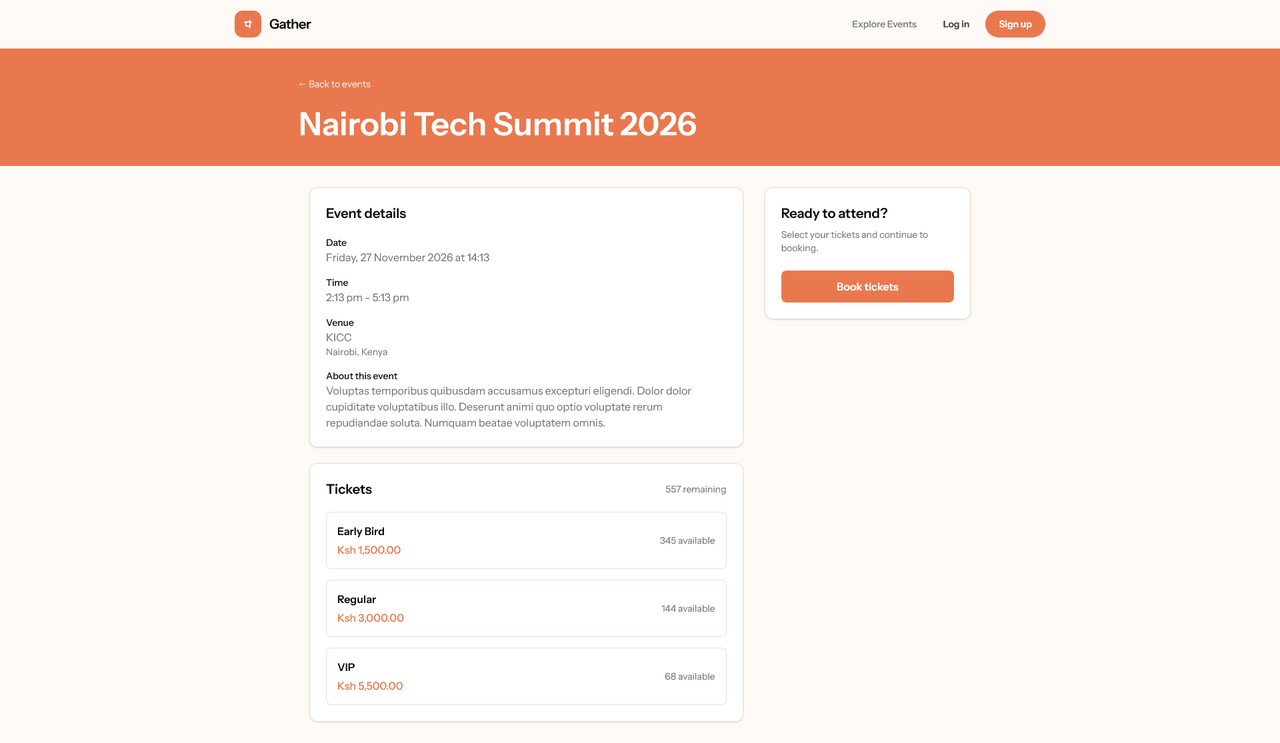 Gather
Explore Events
Log in
Sign up
← Back to events
Nairobi Tech Summit 2026
Event details
Date
Friday, 27 November 2026 at 14:13
Time
2:13 pm - 5:13 pm
Venue
KICC
Nairobi, Kenya
About this event
Voluptas temporibus quibusdam accusamus excepturi eligendi. Dolor dolor
cupiditate voluptatibus illo. Deserunt animi quo optio voluptate rerum
repudiandae soluta. Numquam beatae voluptatem omnis.
Ready to attend?
Select your tickets and continue to
booking.
Book tickets
Tickets
557 remaining
Early Bird
Ksh 1,500.00
345 available
Regular
Ksh 3,000.00
144 available
VIP
Ksh 5,500.00
68 available